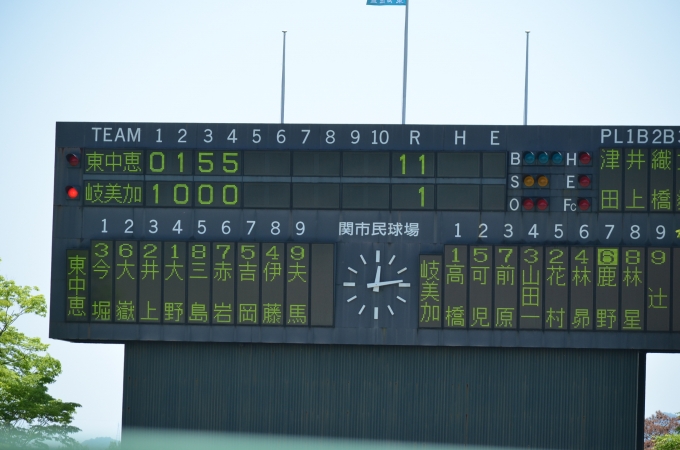 TEAM 1 2 3 4 5 6 7 8 9 10 R H E PL 1B 2B 3
東中恵 0 1 5 5 11 B H 津田 井上 織橋
岐美加 1 0 0 0 1 S E
O Fc
1 2 3 4 5 6 7 8 9 関市民球場 1 2 3 4 5 6 7 8 9
東中恵 3 6 2 1 8 7 5 4 9 岐美加 1 5 7 3 2 4 6 8 9
今堀 大嶽 井上 大野 三島 赤岩 吉岡 伊藤 夫馬 高橋 可児 前原 山田一 花村 林昴 鹿野 林星 辻